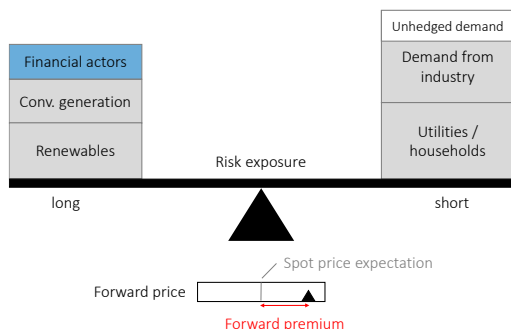 Financial actors
Conv. generation
Renewables
Risk exposure
Unhedged demand
Demand from
industry
Utilities /
households
long
short
Spot price expectation
Forward price
Forward premium